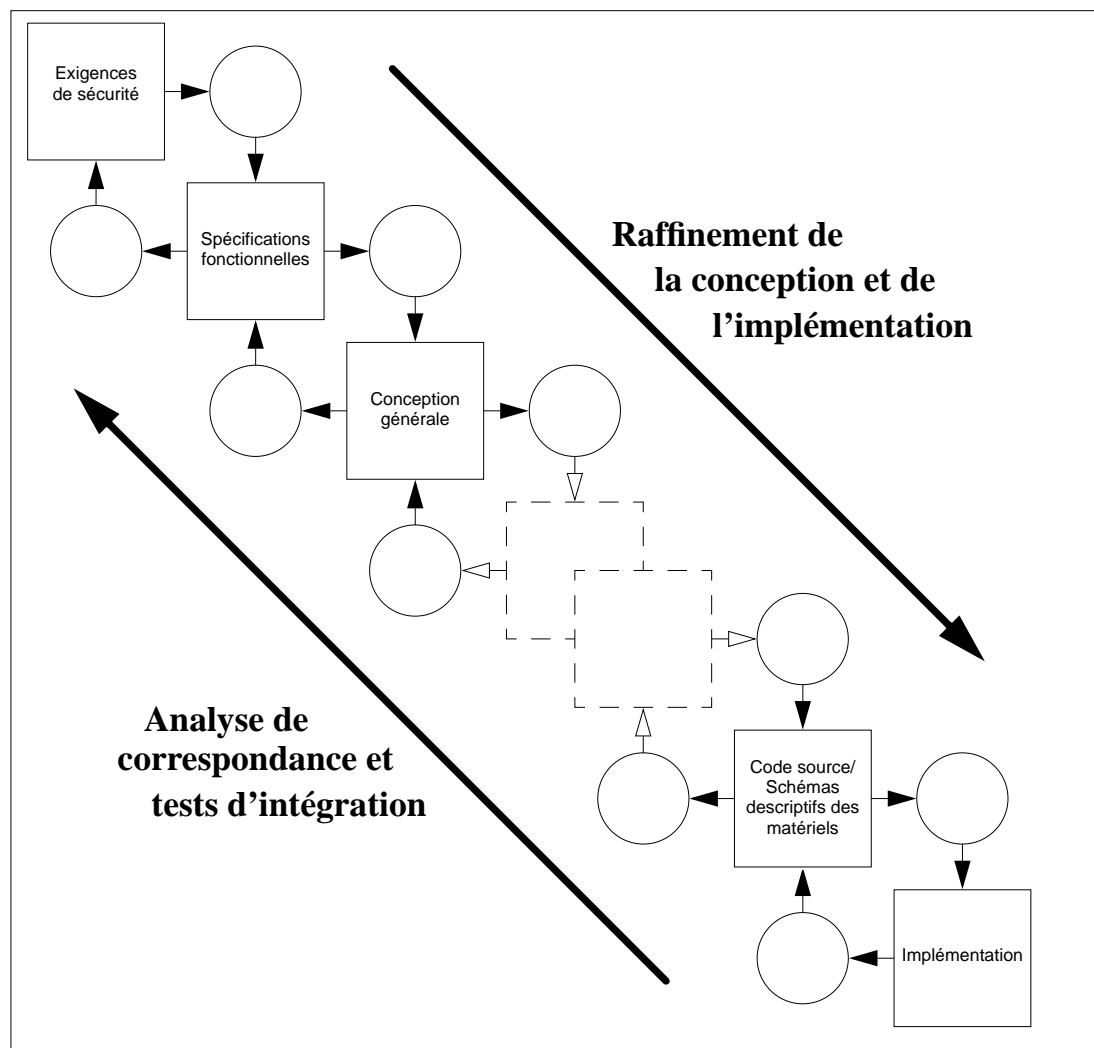 Exigences
de sécurité
Spécifications
fonctionnelles
Raffinement de
la conception et de
l'implémentation
Conception
générale
Analyse de
correspondance et
tests d'intégration
Code source/
Schémas
descriptifs des
matériels
Implémentation